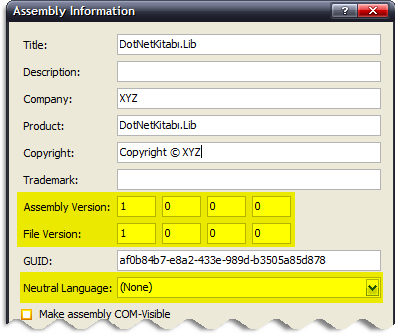 Assembly Information
Title: DotNetKitabı.Lib
Description:
Company: XYZ
Product: DotNetKitabı.Lib
Copyright: Copyright © XYZ
Trademark:
Assembly Version: 1 0 0 0
File Version: 1 0 0 0
GUID: af0b84b7-e8a2-433e-989d-b3505a85d878
Neutral Language: (None)
Make assembly COM-Visible